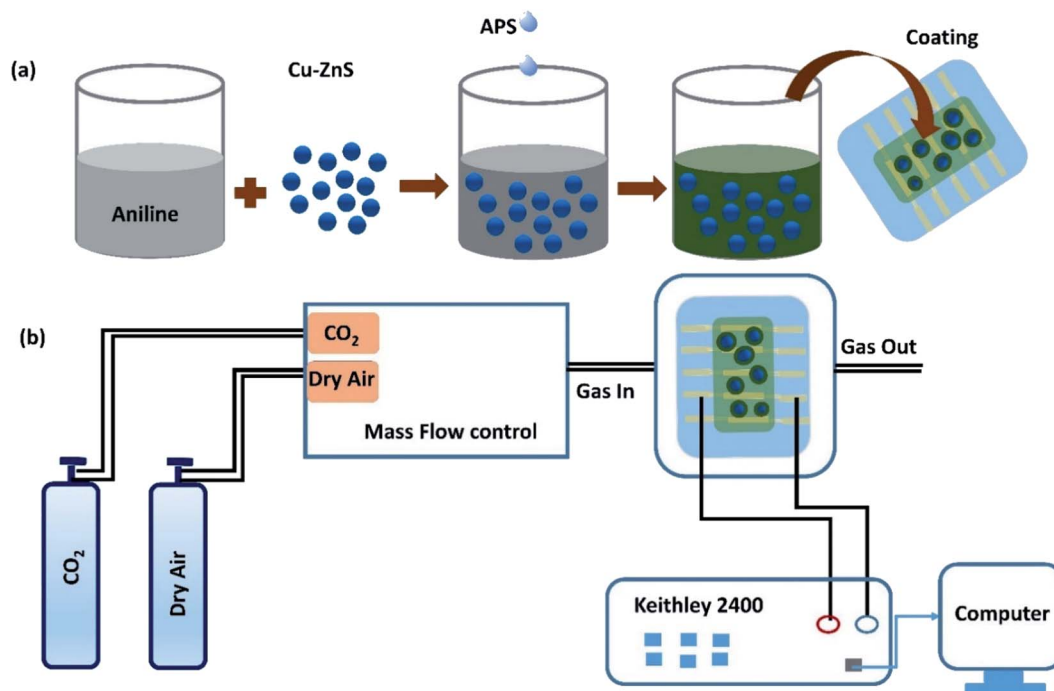 (a)
Aniline
Cu-ZnS
APS
Coating
(b)
CO₂
Dry Air
Mass Flow control
Gas In
Gas Out
CO₂
Dry Air
Keithley 2400
Computer